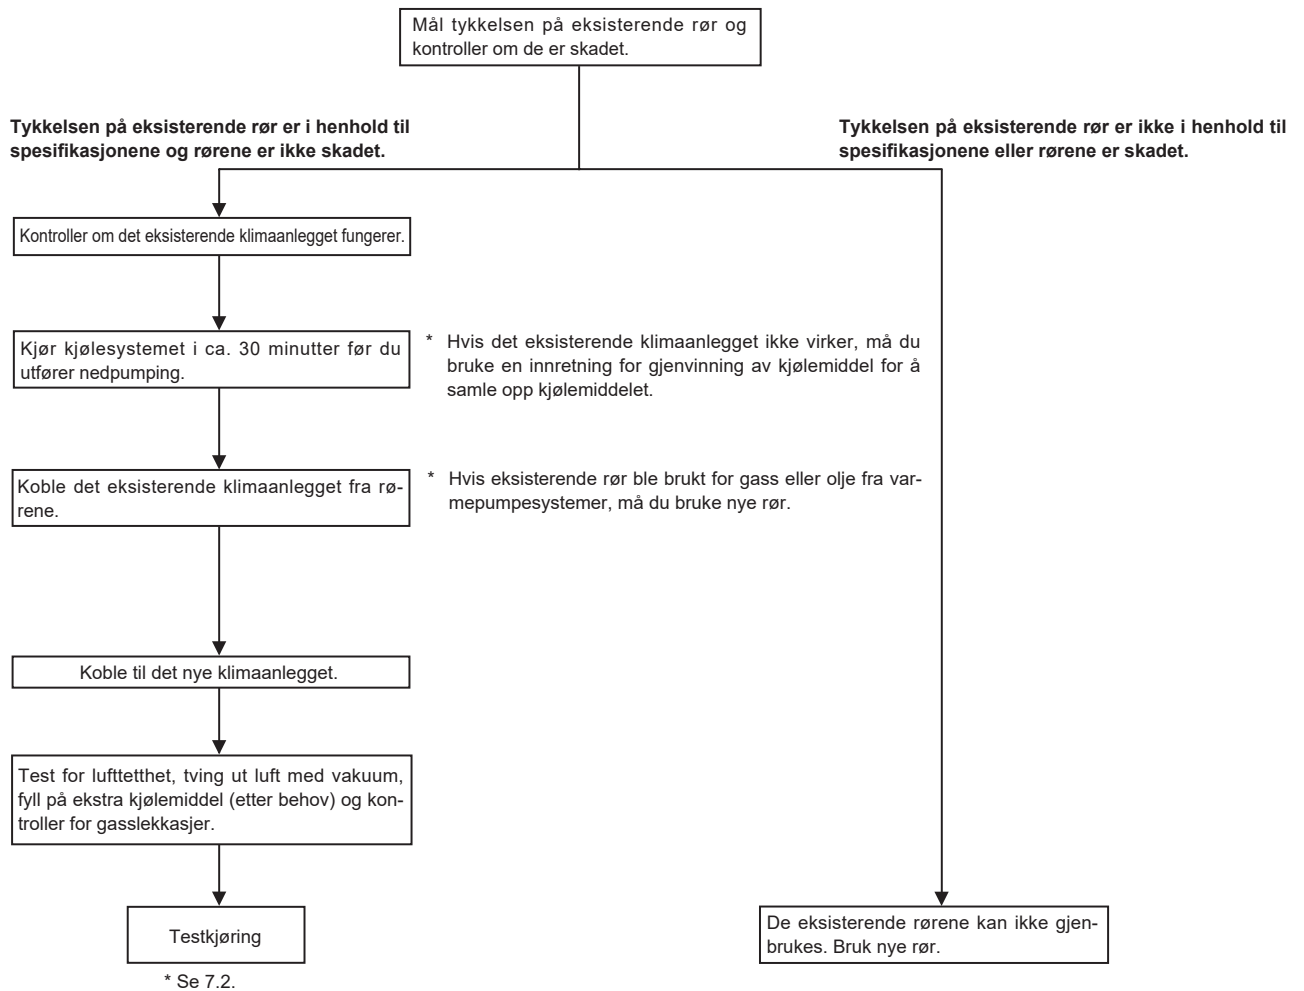 Mål tykkelsen på eksisterende rør og
kontroller om de er skadet.
Tykkelsen på eksisterende rør er i henhold til
spesifikasjonene og rørene er ikke skadet.
Tykkelsen på eksisterende rør er ikke i henhold til
spesifikasjonene eller rørene er skadet.
Kontroller om det eksisterende klimaanlegget fungerer.
Kjør kjølesystemet i ca. 30 minutter før du
utfører nedpumping.
* Hvis det eksisterende klimaanlegget ikke virker, må du
bruke en innretning for gjenvinning av kjølemiddel for å
samle opp kjølemiddelet.
Koble det eksisterende klimaanlegget fra rø-
rene.
* Hvis eksisterende rør ble brukt for gass eller olje fra var-
mepumpesystemer, må du bruke nye rør.
Koble til det nye klimaanlegget.
Test for lufttetthet, tving ut luft med vakuum,
fyll på ekstra kjølemiddel (etter behov) og kon-
troller for gasslekkasjer.
Testkjøring
* Se 7.2.
De eksisterende rørene kan ikke gjen-
brukes. Bruk nye rør.